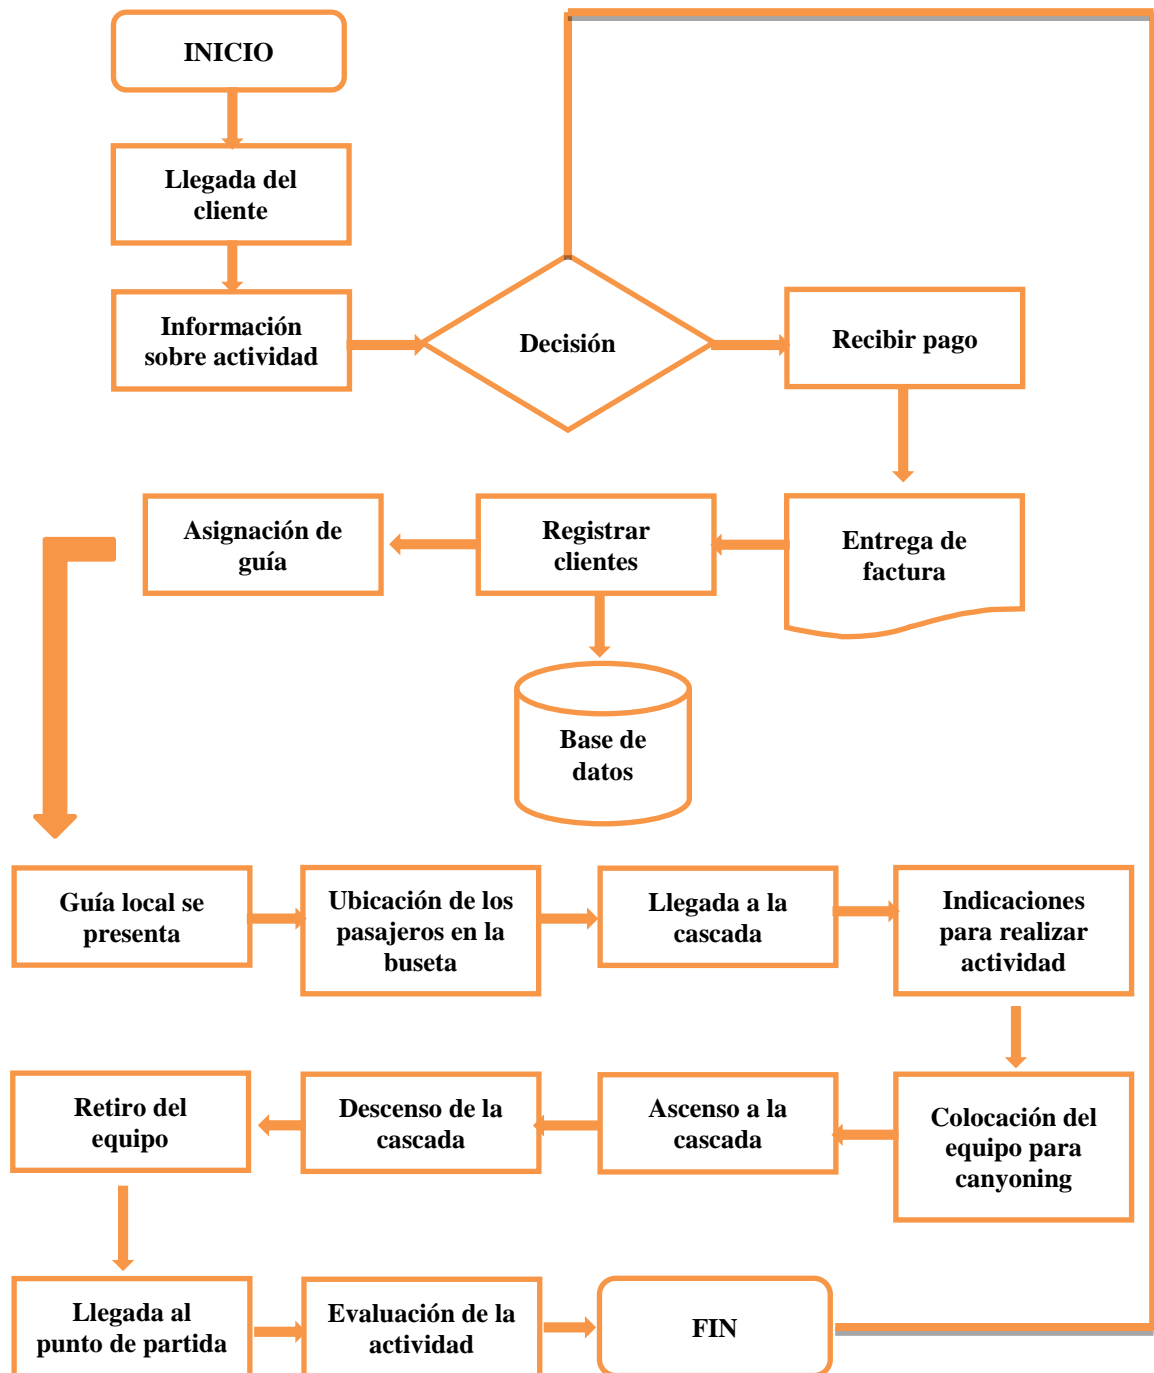 INICIO
Llegada del
cliente
Información
sobre actividad
Decisión
Recibir pago
Entrega de
factura
Registrar
clientes
Asignación de
guía
Base de
datos
Guía local se
presenta
Ubicación de los
pasajeros en la
buseta
Llegada a la
cascada
Indicaciones
para realizar
actividad
Colocación del
equipo para
canyoning
Ascenso a la
cascada
Descenso de la
cascada
Retiro del
equipo
Llegada al
punto de partida
Evaluación de la
actividad
FIN